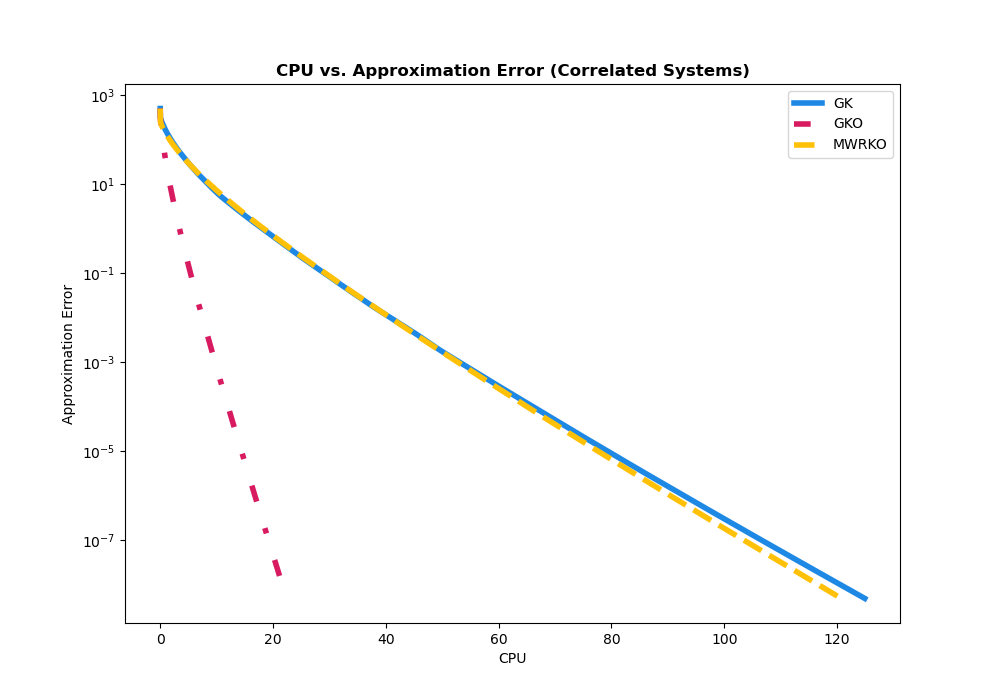 CPU vs. Approximation Error (Correlated Systems)
GK
GKO
MWRKO
Approximation Error
10³
10¹
10⁻¹
10⁻³
10⁻⁵
10⁻⁷
0 20 40 60 80 100 120
CPU